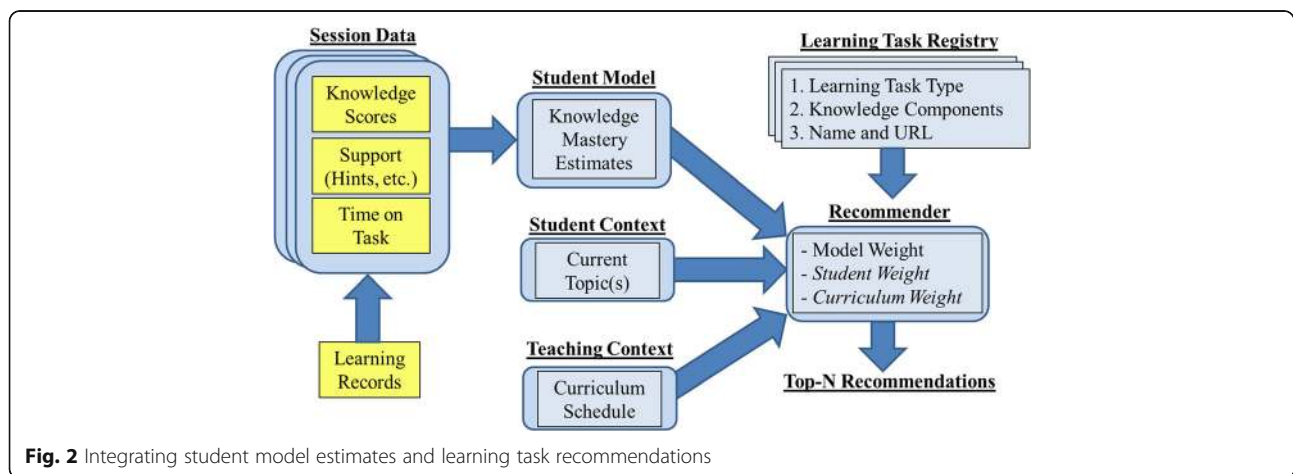 Session Data
Knowledge
Scores
Support
(Hints, etc.)
Time on
Task
Learning
Records
Student Model
Knowledge
Mastery
Estimates
Student Context
Current
Topic(s)
Teaching Context
Curriculum
Schedule
Learning Task Registry
1. Learning Task Type
2. Knowledge Components
3. Name and URL
Recommender
- Model Weight
- Student Weight
- Curriculum Weight
Top-N Recommendations
Fig. 2 Integrating student model estimates and learning task recommendations